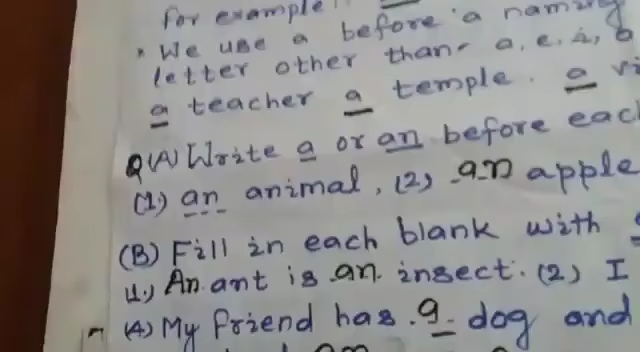 for example
• We use a before a naming
letter other than a, e, i,
a teacher a temple. a
Q(A) Write a or an before each
(1) an animal, (2) an apple
(B) Fill in each blank with
(1.) An ant is an insect. (2) I
(4) My friend has a dog and
an